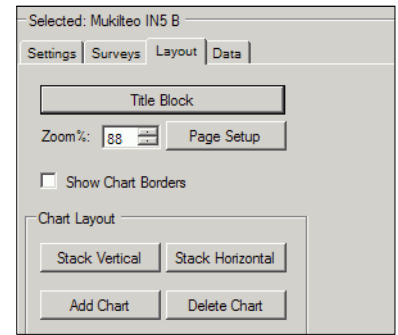 Selected: Mukilteo IN5 B
Settings Surveys Layout Data
Title Block
Zoom%: 88 Page Setup
Show Chart Borders
Chart Layout
Stack Vertical Stack Horizontal
Add Chart Delete Chart